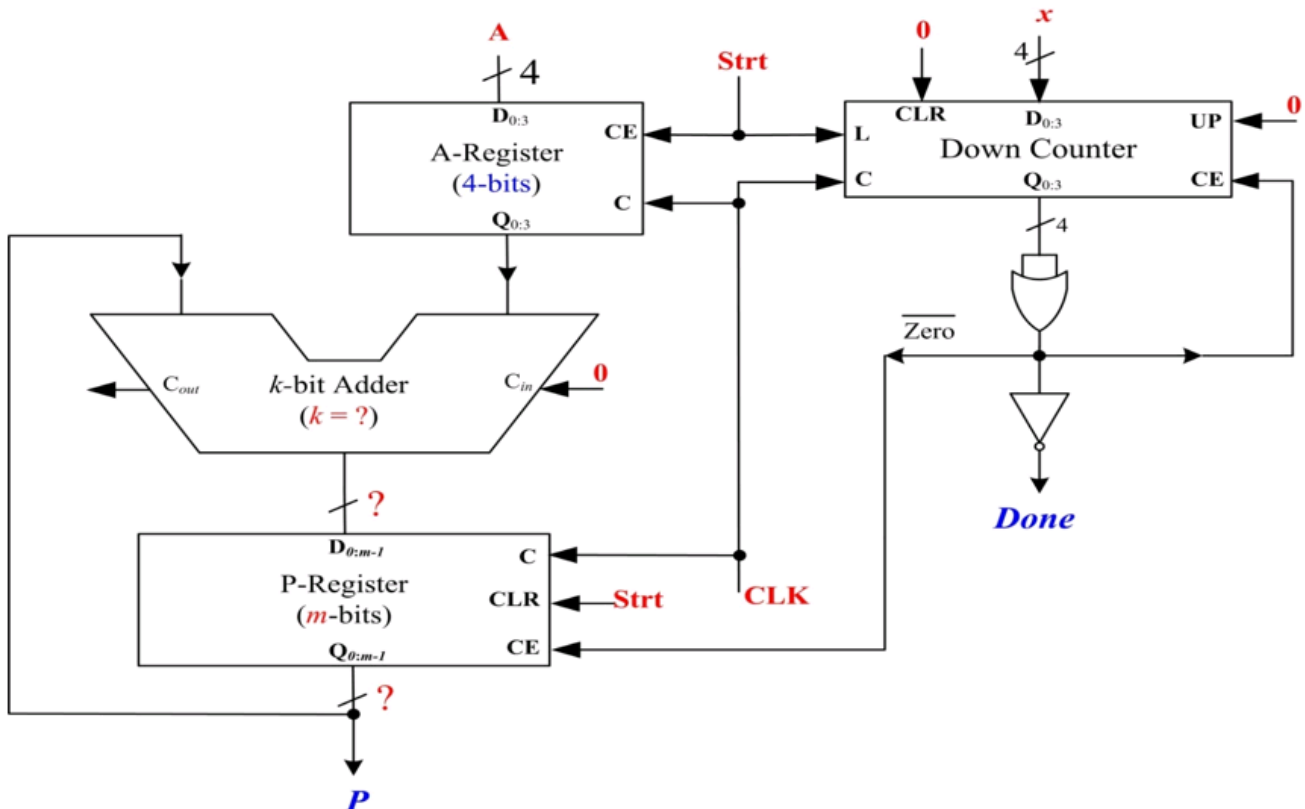 A
4
D0:3
CE
A-Register
(4-bits)
C
Q0:3
Strt
0
x
4
CLR
D0:3
UP
0
L
Down Counter
C
Q0:3
CE
4
Zero
Done
Cout
k-bit Adder
(k = ?)
Cin
0
?
D0:m-1
C
P-Register
(m-bits)
CLR
Strt
CLK
CE
Q0:m-1
?
P